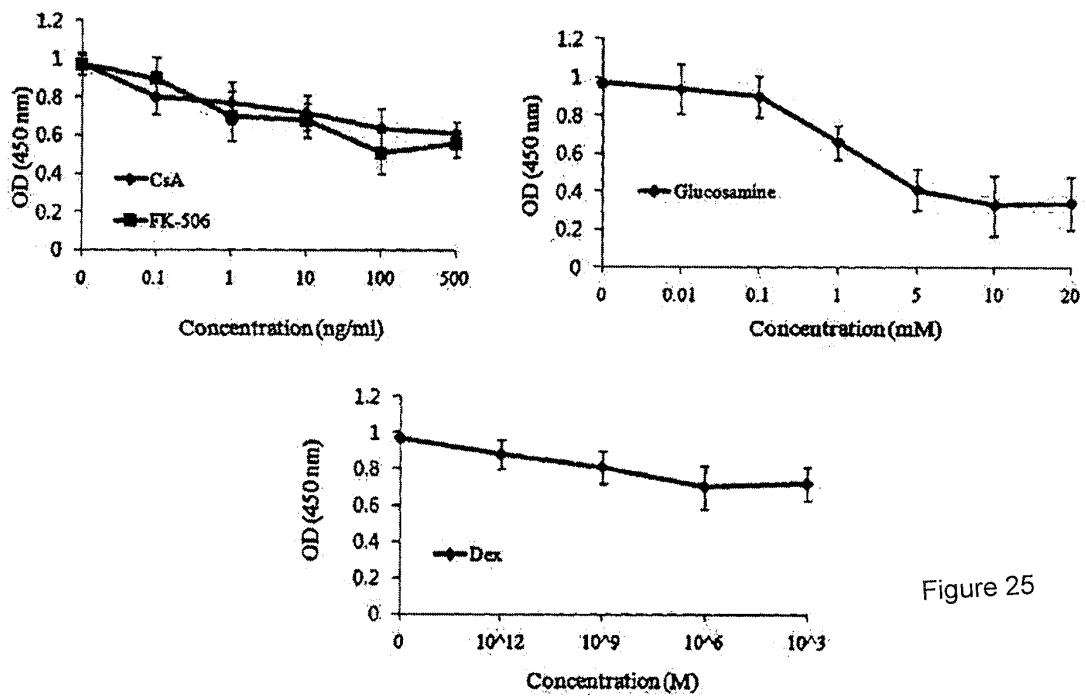 1.2
1
0.8
0.6
0.4
0.2
0
OD (450 nm)
CsA
FK-506
0 0.1 1 10 100 500
Concentration (ng/ml)
1.2
1
0.8
0.6
0.4
0.2
0
OD (450 nm)
Glucosamine
0 0.01 0.1 1 5 10 20
Concentration (mM)
1.2
1
0.8
0.6
0.4
0.2
0
OD (450 nm)
Dex
0 10^12 10^9 10^6 10^3
Concentration (M)
Figure 25